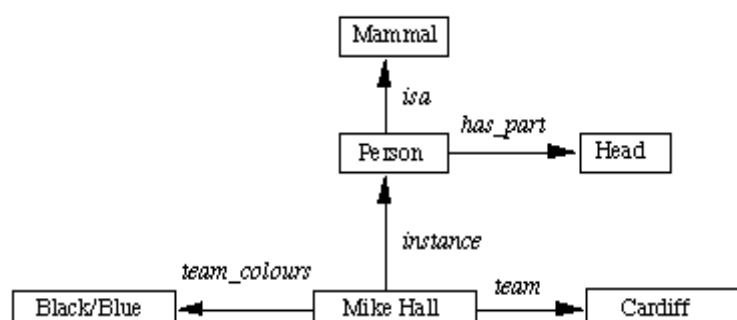 Mammal
isa
has_part
Person
Head
instance
team_colours
team
Black/Blue
Mike Hall
Cardiff